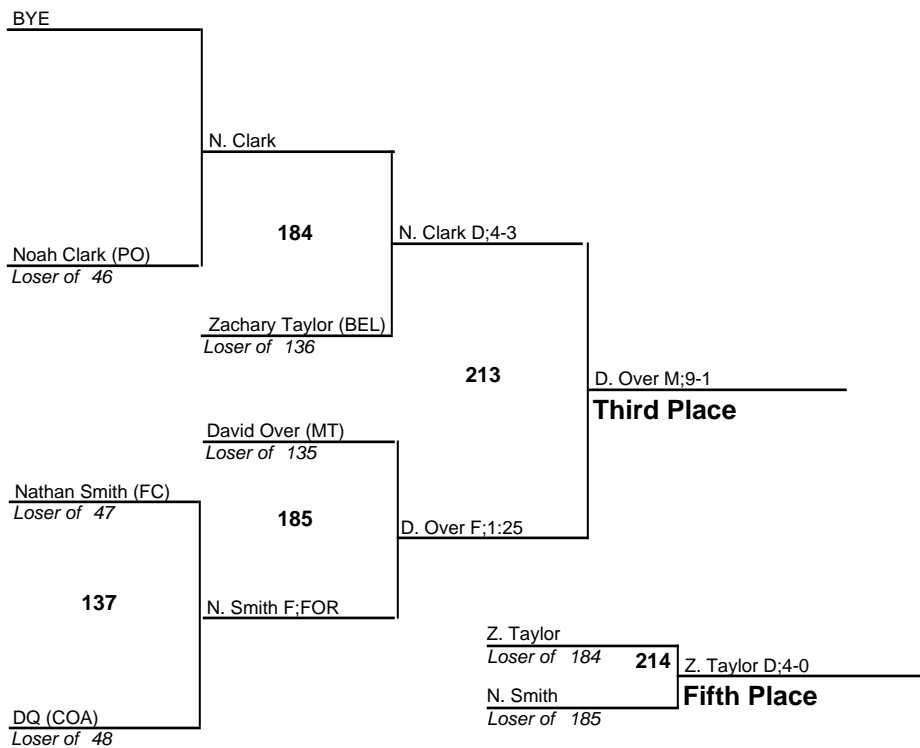 BYE
N. Clark
184
N. Clark D;4-3
Noah Clark (PO)
Loser of 46
Zachary Taylor (BEL)
Loser of 136
213
D. Over M;9-1
Third Place
David Over (MT)
Loser of 135
Nathan Smith (FC)
Loser of 47
185
D. Over F;1:25
137
N. Smith F;FOR
Z. Taylor
Loser of 184
214
Z. Taylor D;4-0
Fifth Place
N. Smith
Loser of 185
DQ (COA)
Loser of 48